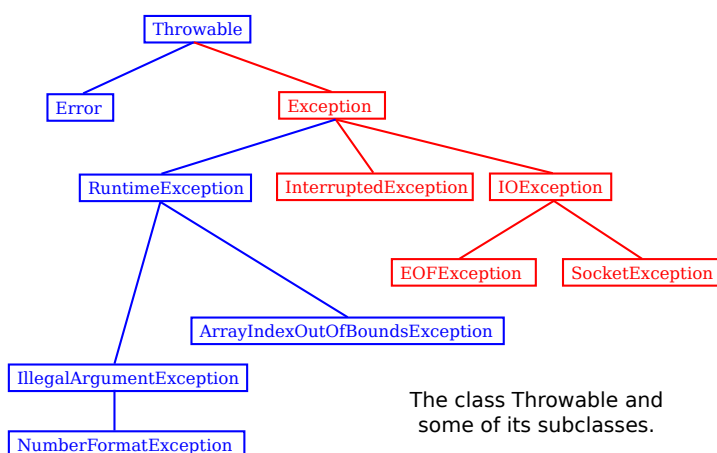 Throwable
Error
Exception
RuntimeException
InterruptedException
IOException
EOFException
SocketException
ArrayIndexOutOfBoundsException
IllegalArgumentException
NumberFormatException
The class Throwable and
some of its subclasses.